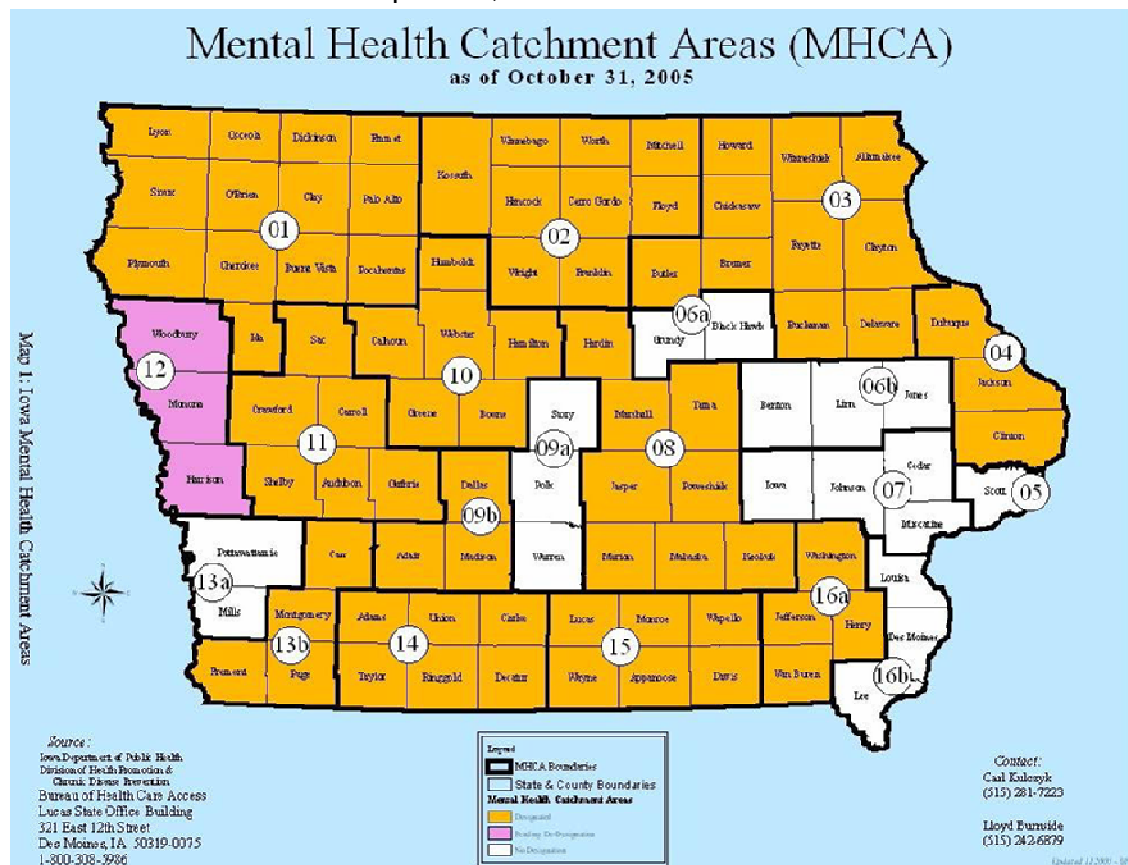 Mental Health Catchment Areas (MHCA)
as of October 31, 2005
Lyon Osceola Dickinson Emmet Winnebago Worth Mitchell Howard Winneshiek Allamakee
Kossuth
Sioux O'Brien Clay Palo Alto Hancock Cerro Gordo Floyd Chickasaw
01 02 03
Plymouth Cherokee Buena Vista Pocahontas Humboldt Wright Franklin Butler Bremer Fayette Clayton
06a
Woodbury Ida Sac Calhoun Webster Hamilton Hardin Grundy Black Hawk Buchanan Delaware Dubuque
12 10 06b 04
Monona Crawford Carroll Greene Boone Story Marshall Tama Benton Linn Jones Jackson
11 09a 08 Clinton
Harrison Shelby Audubon Guthrie Dallas Polk Jasper Poweshiek Iowa Johnson Cedar Scott
09b 07 05
Muscatine
Pottawattamie Cass Adair Madison Warren Marion Mahaska Keokuk Washington Louisa
13a 16a
Mills Montgomery Adams Union Clarke Lucas Monroe Wapello Jefferson Henry Des Moines
13b 14 15 16b
Fremont Page Taylor Ringgold Decatur Wayne Appanoose Davis Van Buren Lee
Map 1: Iowa Mental Health Catchment Areas
Source:
Iowa Department of Public Health
Division of Health Promotion &
Chronic Disease Prevention
Bureau of Health Care Access
Lucas State Office Building
321 East 12th Street
Des Moines, IA 50319-0075
1-800-308-5986
Legend
MHCA Boundaries
State & County Boundaries
Mental Health Catchment Areas
Designated
No Designation
Contact:
Carl Kulczyk
(515) 281-7223
Lloyd Burnside
(515) 242-6879